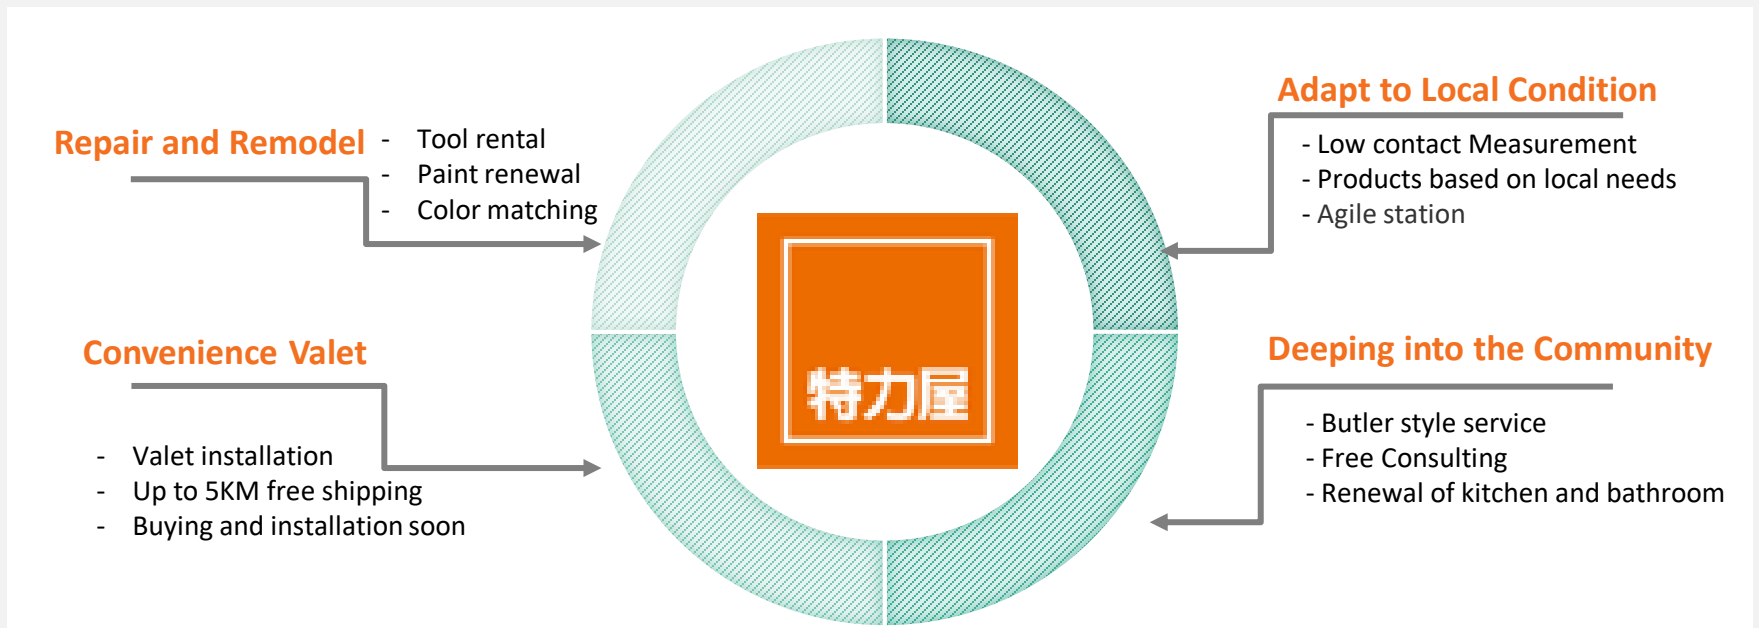 Repair and Remodel
- Tool rental
- Paint renewal
- Color matching
Adapt to Local Condition
- Low contact Measurement
- Products based on local needs
- Agile station
特力屋
Convenience Valet
- Valet installation
- Up to 5KM free shipping
- Buying and installation soon
Deeping into the Community
- Butler style service
- Free Consulting
- Renewal of kitchen and bathroom